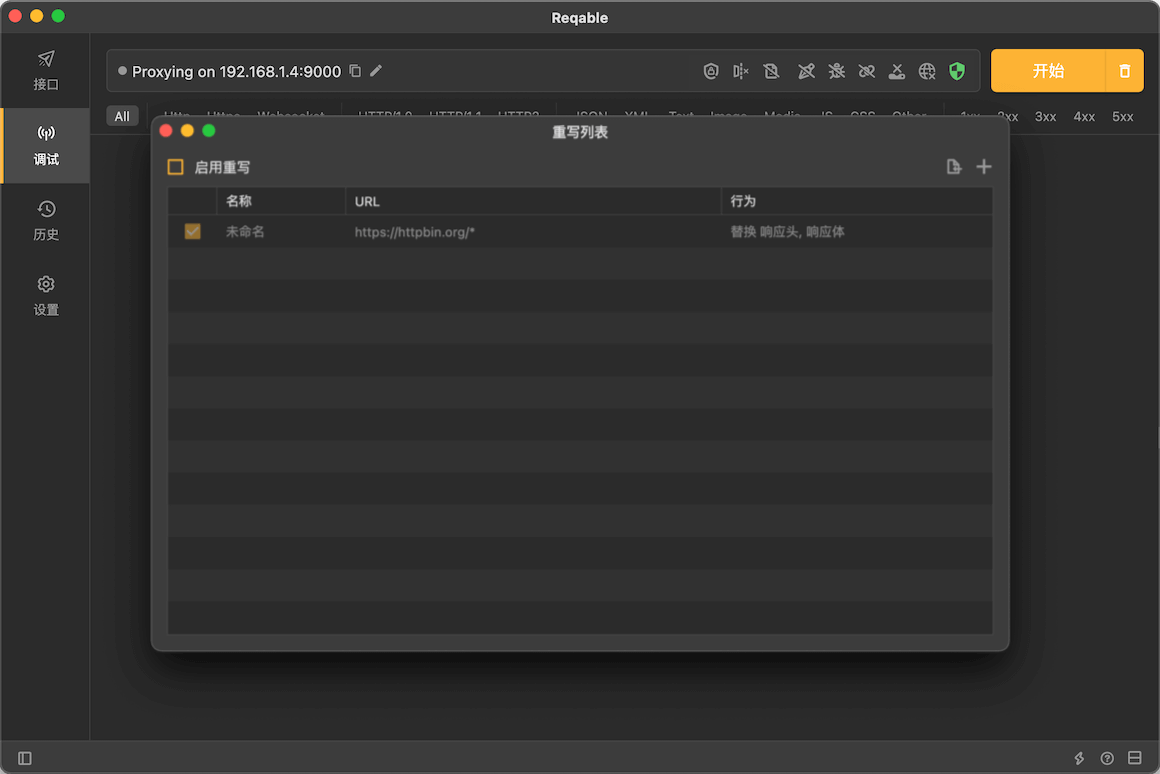 Reqable
接口
调试
历史
设置
Proxying on 192.168.1.4:9000
开始
All Http Https Websocket HTTP/1.0 HTTP/1.1 HTTP2 JSON XML Text Image Media JS CSS Other 1xx 2xx 3xx 4xx 5xx
重写列表
启用重写
名称 URL 行为
未命名 https://httpbin.org/* 替换 响应头, 响应体